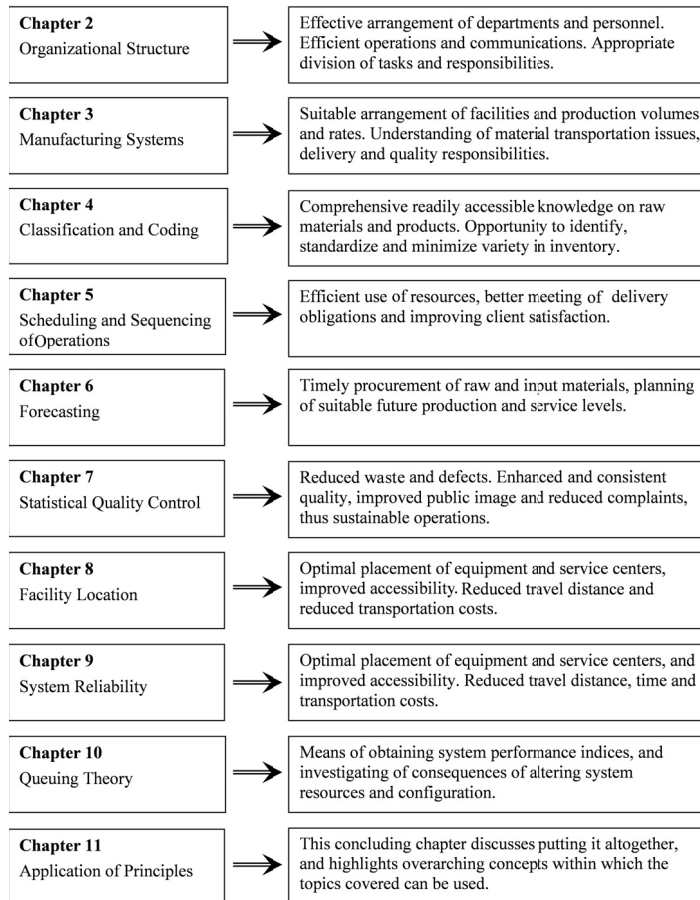 Chapter 2
Organizational Structure
Effective arrangement of departments and personnel.
Efficient operations and communications. Appropriate
division of tasks and responsibilities.
Chapter 3
Manufacturing Systems
Suitable arrangement of facilities and production volumes
and rates. Understanding of material transportation issues,
delivery and quality responsibilities.
Chapter 4
Classification and Coding
Comprehensive readily accessible knowledge on raw
materials and products. Opportunity to identify,
standardize and minimize variety in inventory.
Chapter 5
Scheduling and Sequencing
of Operations
Efficient use of resources, better meeting of delivery
obligations and improving client satisfaction.
Chapter 6
Forecasting
Timely procurement of raw and input materials, planning
of suitable future production and service levels.
Chapter 7
Statistical Quality Control
Reduced waste and defects. Enhanced and consistent
quality, improved public image and reduced complaints,
thus sustainable operations.
Chapter 8
Facility Location
Optimal placement of equipment and service centers,
improved accessibility. Reduced travel distance and
reduced transportation costs.
Chapter 9
System Reliability
Optimal placement of equipment and service centers, and
improved accessibility. Reduced travel distance, time and
transportation costs.
Chapter 10
Queuing Theory
Means of obtaining system performance indices, and
investigating of consequences of altering system
resources and configuration.
Chapter 11
Application of Principles
This concluding chapter discusses putting it altogether,
and highlights overarching concepts within which the
topics covered can be used.